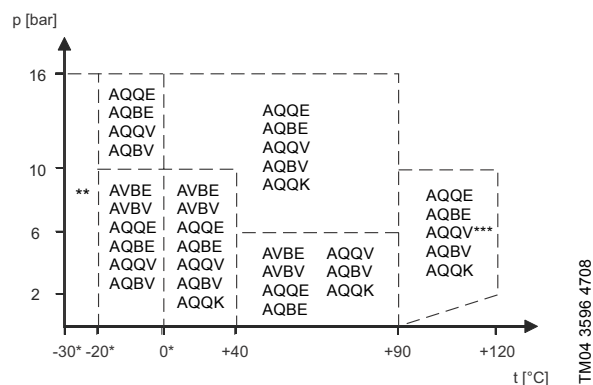 p [bar]
16
10
6
2
AQQE
AQBE
AQQV
AQBV
AQQE
AQBE
AQQV
AQBV
AQQK
**
AVBE
AVBV
AQQE
AQBE
AQQV
AQBV
AVBE
AVBV
AQQE
AQBE
AQQV
AQBV
AQQK
AVBE AQQV
AVBV AQBV
AQQE AQQK
AQBE
AQQE
AQBE
AQQV***
AQBV
AQQK
-30* -20* 0* +40 +90 +120
t [°C]
TM04 3596 4708